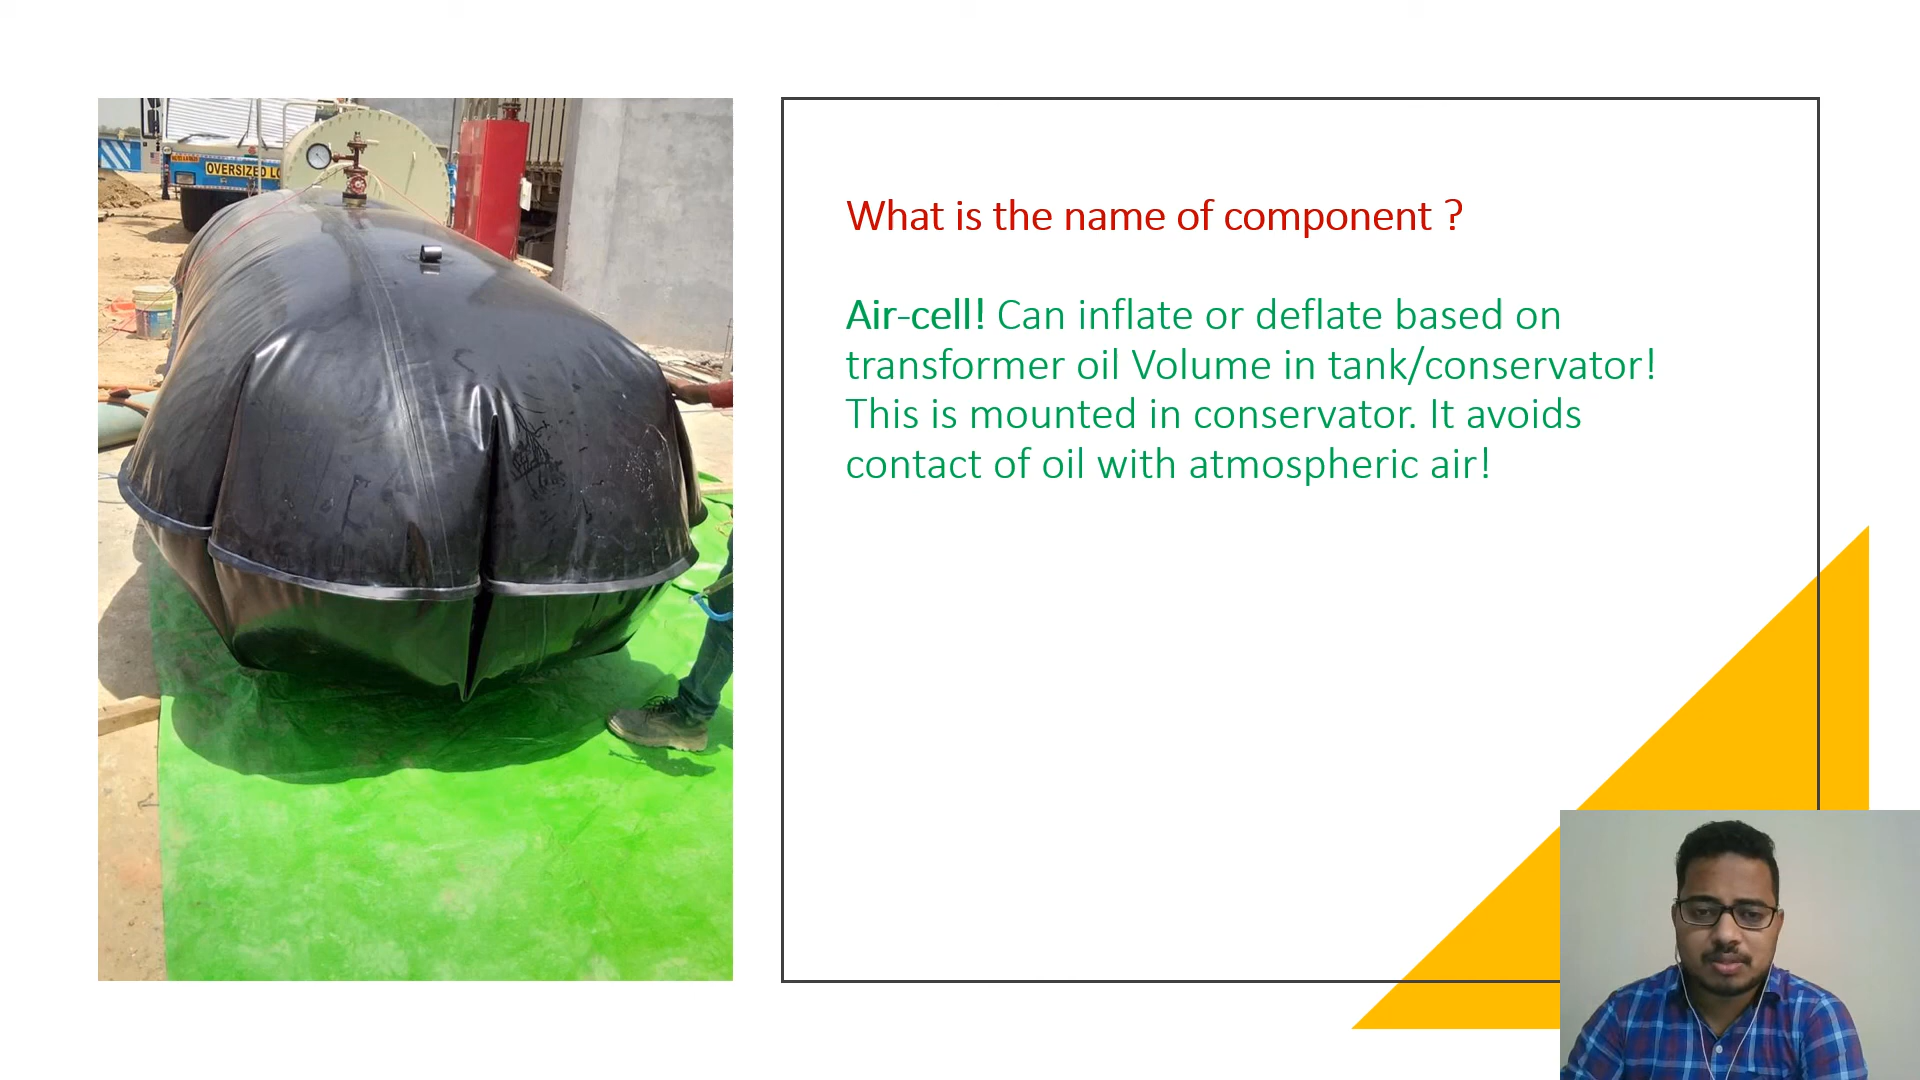 OVERSIZED LO
What is the name of component ?
Air-cell! Can inflate or deflate based on
transformer oil Volume in tank/conservator!
This is mounted in conservator. It avoids
contact of oil with atmospheric air!